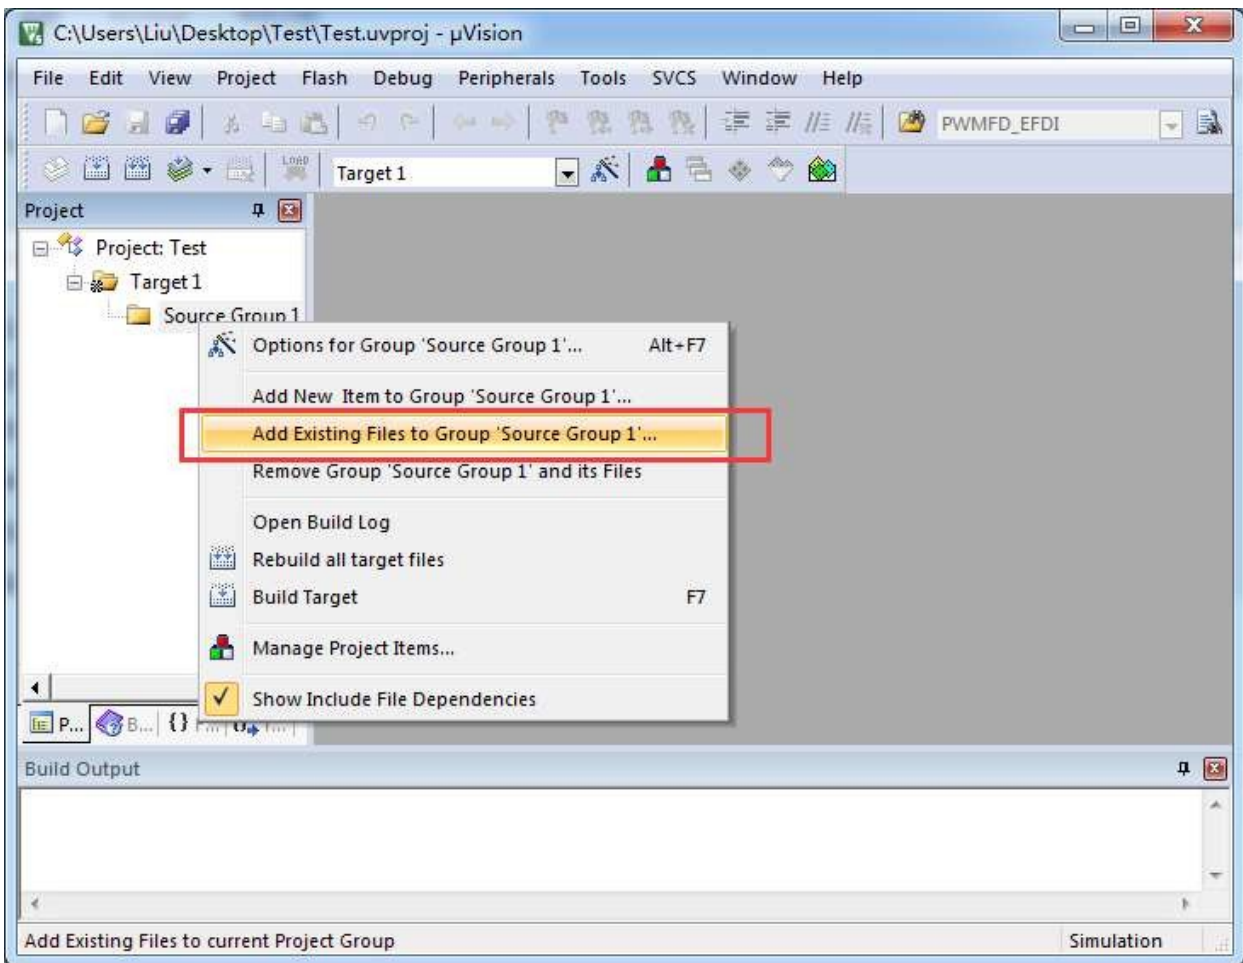 C:\Users\Liu\Desktop\Test\Test.uvproj - µVision
File Edit View Project Flash Debug Peripherals Tools SVCS Window Help
PWMFD_EFDI
LOAD
Target 1
Project
Project: Test
Target 1
Source Group 1
Options for Group 'Source Group 1'... Alt+F7
Add New Item to Group 'Source Group 1'...
Add Existing Files to Group 'Source Group 1'...
Remove Group 'Source Group 1' and its Files
Open Build Log
Rebuild all target files
Build Target F7
Manage Project Items...
Show Include File Dependencies
P... B... {}
Build Output
Add Existing Files to current Project Group Simulation